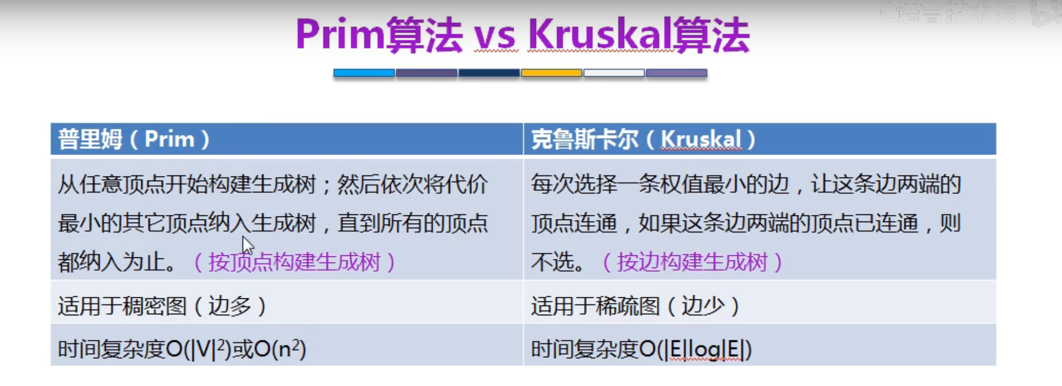 Prim算法 vs Kruskal算法
普里姆（Prim）
克鲁斯卡尔（Kruskal）
从任意顶点开始构建生成树；然后依次将代价
最小的其它顶点纳入生成树，直到所有的顶点
都纳入为止。（按顶点构建生成树）
每次选择一条权值最小的边，让这条边两端的
顶点连通，如果这条边两端的顶点已连通，则
不选。（按边构建生成树）
适用于稠密图（边多）
适用于稀疏图（边少）
时间复杂度O(|V|²)或O(n²)
时间复杂度O(|E|log|E|)